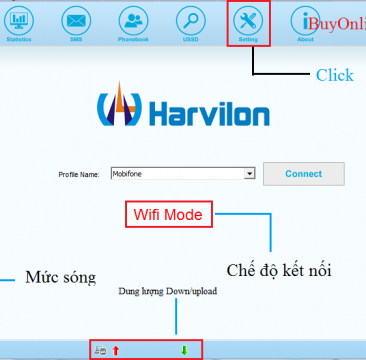 Statistics SMS Phonebook USSD Setting About
BuyOnli
Click
Harvilon
Profile Name: Mobifone Connect
Wifi Mode
Mức sóng
Chế độ kết nối
Dung lượng Down/upload